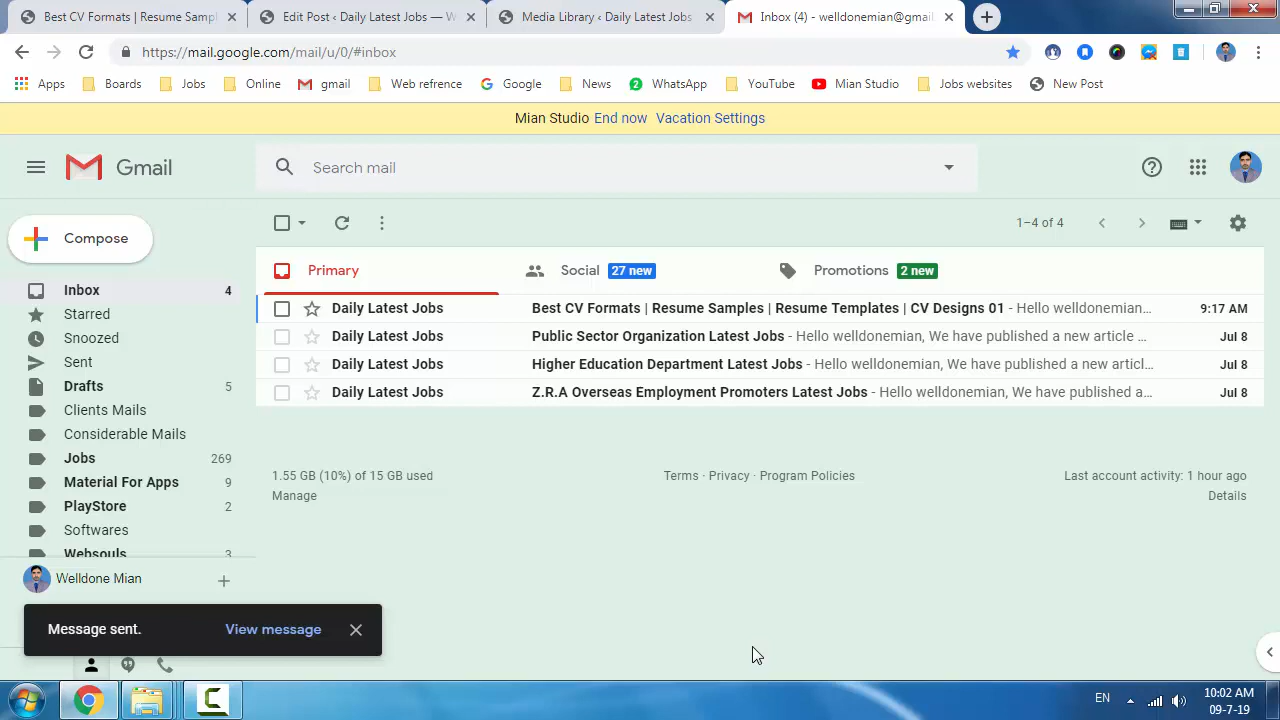 Best CV Formats | Resume Sampl
Edit Post ‹ Daily Latest Jobs — W
Media Library ‹ Daily Latest Jobs
Inbox (4) - welldonemian@gmail
https://mail.google.com/mail/u/0/#inbox
Apps Boards Jobs Online gmail Web refrence Google News 2 WhatsApp YouTube Mian Studio Jobs websites New Post
Mian Studio End now Vacation Settings
Gmail
Search mail
Compose
1–4 of 4
Primary
Social 27 new
Promotions 2 new
Inbox 4
Starred
Snoozed
Sent
Drafts 5
Clients Mails
Considerable Mails
Jobs 269
Material For Apps 9
PlayStore 2
Softwares
Websouls 3
Daily Latest Jobs Best CV Formats | Resume Samples | Resume Templates | CV Designs 01 - Hello welldonemian… 9:17 AM
Daily Latest Jobs Public Sector Organization Latest Jobs - Hello welldonemian, We have published a new article … Jul 8
Daily Latest Jobs Higher Education Department Latest Jobs - Hello welldonemian, We have published a new articl… Jul 8
Daily Latest Jobs Z.R.A Overseas Employment Promoters Latest Jobs - Hello welldonemian, We have published a… Jul 8
1.55 GB (10%) of 15 GB used
Manage
Terms · Privacy · Program Policies
Last account activity: 1 hour ago
Details
Welldone Mian
Message sent. View message
EN
10:02 AM
09-7-19